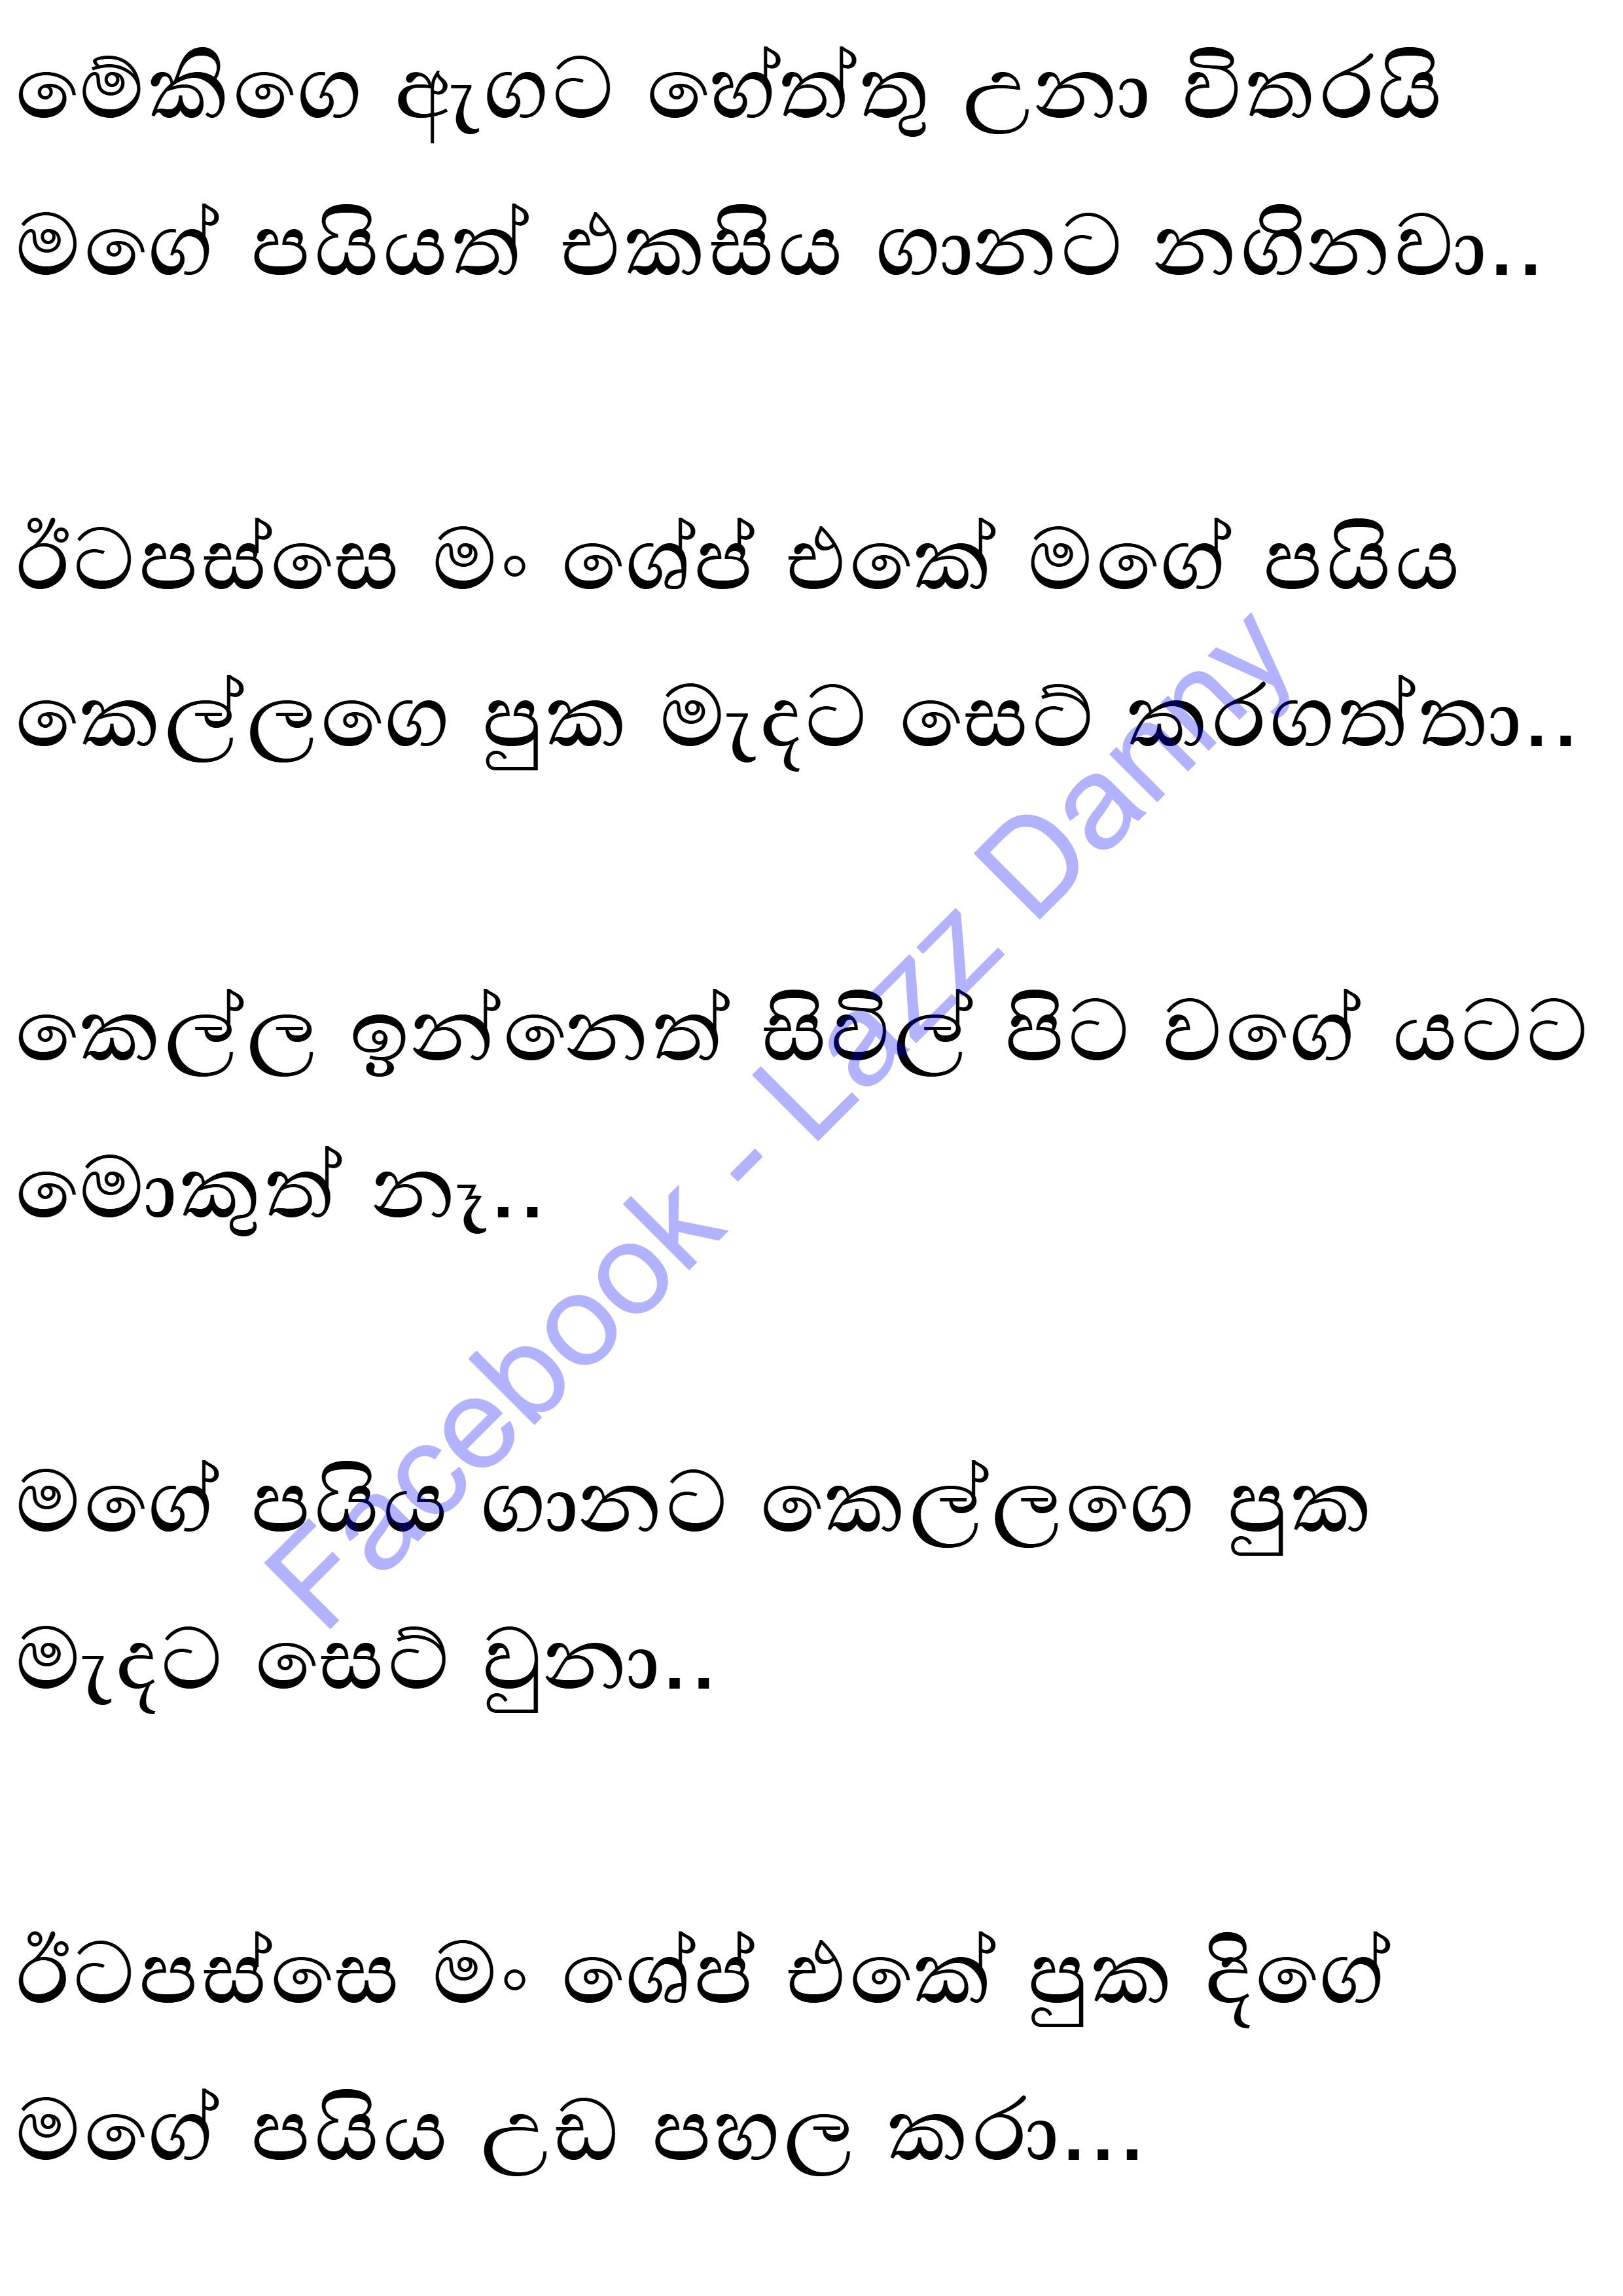 මේකිගෙ ඇගට හේත්තු උනා විතරයි
මගේ පයියත් එකසිය ගානට නගිනවා..
ඊටපස්සෙ මං ශේප් එකේ මගේ පයිය
කෙල්ලගෙ පුක මැදට සෙට් කරගත්තා..
කෙල්ල ඉන්නෙත් සිවිල් පිට වගේ යටට
මොකුත් නෑ..
මගේ පයිය ගානට කෙල්ලගෙ පුක
මැදට සෙට් වුනා..
ඊටපස්සෙ මං ශේප් එකේ පුක දිගේ
මගේ පයිය උඩ පහල කරා...
Facebook - Lazz Danny